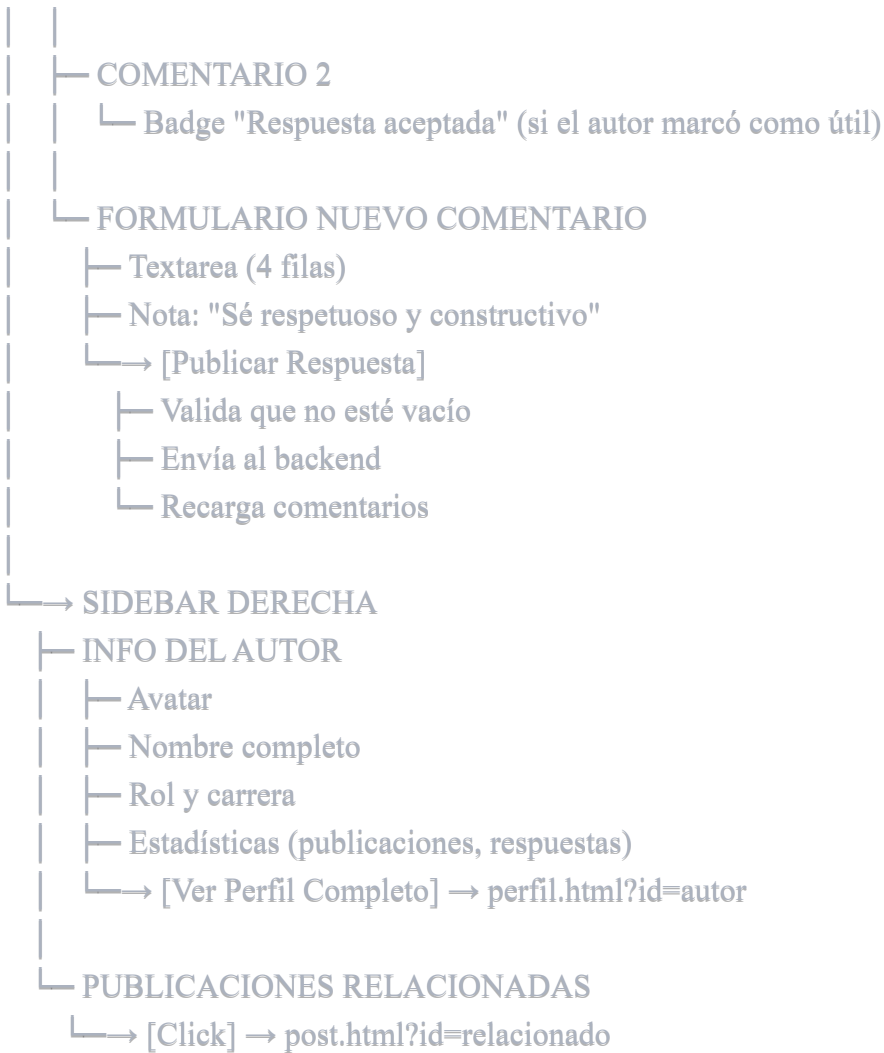 │ │
│ ├── COMENTARIO 2
│ │ └── Badge "Respuesta aceptada" (si el autor marcó como útil)
│ │
│ └── FORMULARIO NUEVO COMENTARIO
│ ├── Textarea (4 filas)
│ ├── Nota: "Sé respetuoso y constructivo"
│ └──→ [Publicar Respuesta]
│ ├── Valida que no esté vacío
│ ├── Envía al backend
│ └── Recarga comentarios
│
└──→ SIDEBAR DERECHA
├── INFO DEL AUTOR
│ ├── Avatar
│ ├── Nombre completo
│ ├── Rol y carrera
│ ├── Estadísticas (publicaciones, respuestas)
│ └──→ [Ver Perfil Completo] → perfil.html?id=autor
│
└── PUBLICACIONES RELACIONADAS
└──→ [Click] → post.html?id=relacionado